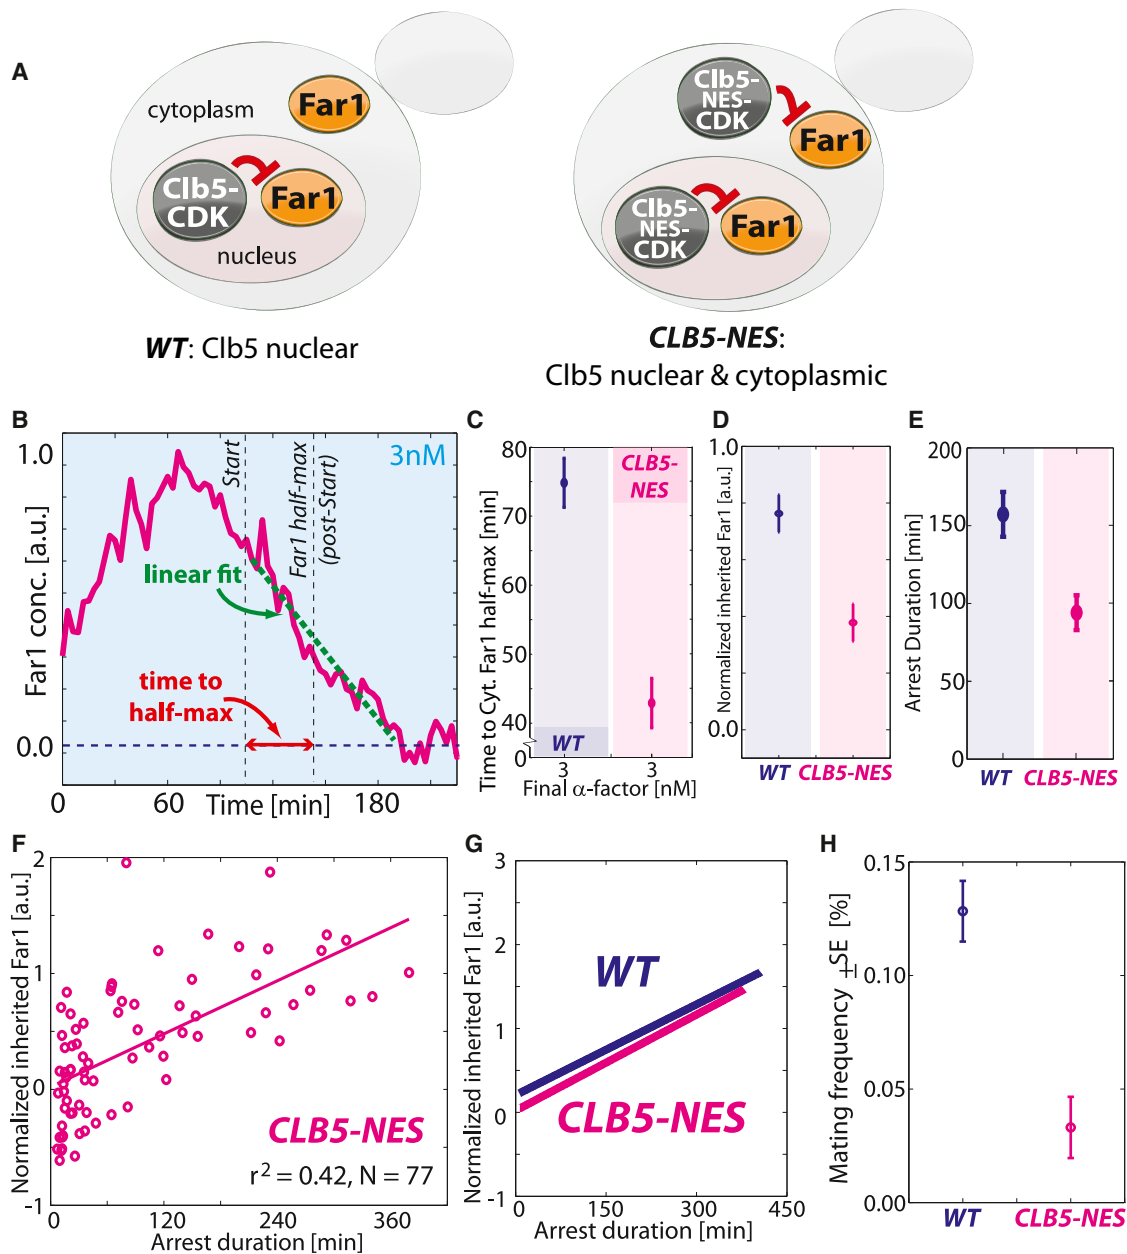 A
cytoplasm
Far1
Clb5-
CDK
Far1
nucleus
WT: Clb5 nuclear
Clb5-
NES-
CDK
Far1
Clb5-
NES-
CDK
Far1
CLB5-NES:
Clb5 nuclear & cytoplasmic
B
Far1 conc. [a.u.]
1.0
0.0
3nM
Start
Far1 half-max
(post-Start)
linear fit
time to
half-max
0
60
180
Time [min]
C
Time to Cyt. Far1 half-max [min]
80
70
60
50
40
0
CLB5-
NES
WT
3
3
Final α-factor [nM]
D
Normalized inherited Far1 [a.u.]
1.0
0.0
WT CLB5-NES
E
Arrest Duration [min]
200
150
100
50
0
WT CLB5-NES
F
Normalized inherited Far1 [a.u.]
2
1
0
-1
CLB5-NES
r² = 0.42, N = 77
0 120 240 360
Arrest duration [min]
G
Normalized inherited Far1 [a.u.]
3
2
1
0
-1
WT
CLB5-NES
0 150 300 450
Arrest duration [min]
H
Mating frequency ±SE [%]
0.15
0.10
0.05
0.00
WT CLB5-NES